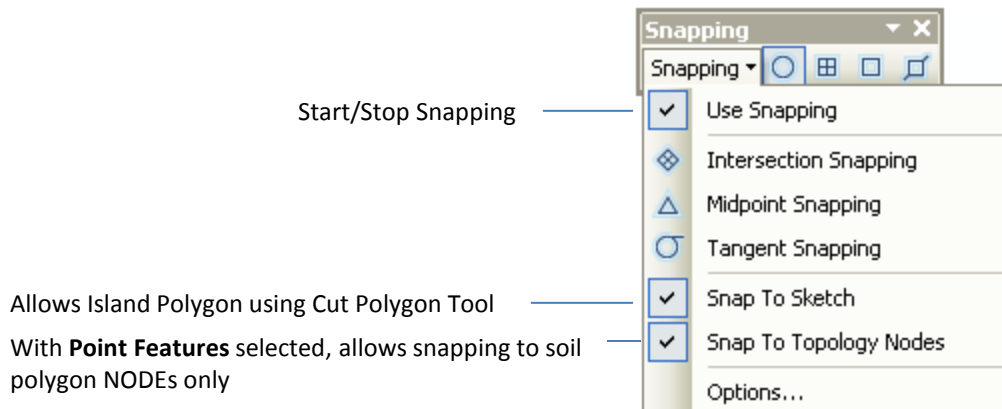 Snapping
Snapping
Start/Stop Snapping
Use Snapping
Intersection Snapping
Midpoint Snapping
Tangent Snapping
Allows Island Polygon using Cut Polygon Tool
Snap To Sketch
With Point Features selected, allows snapping to soil
polygon NODEs only
Snap To Topology Nodes
Options...